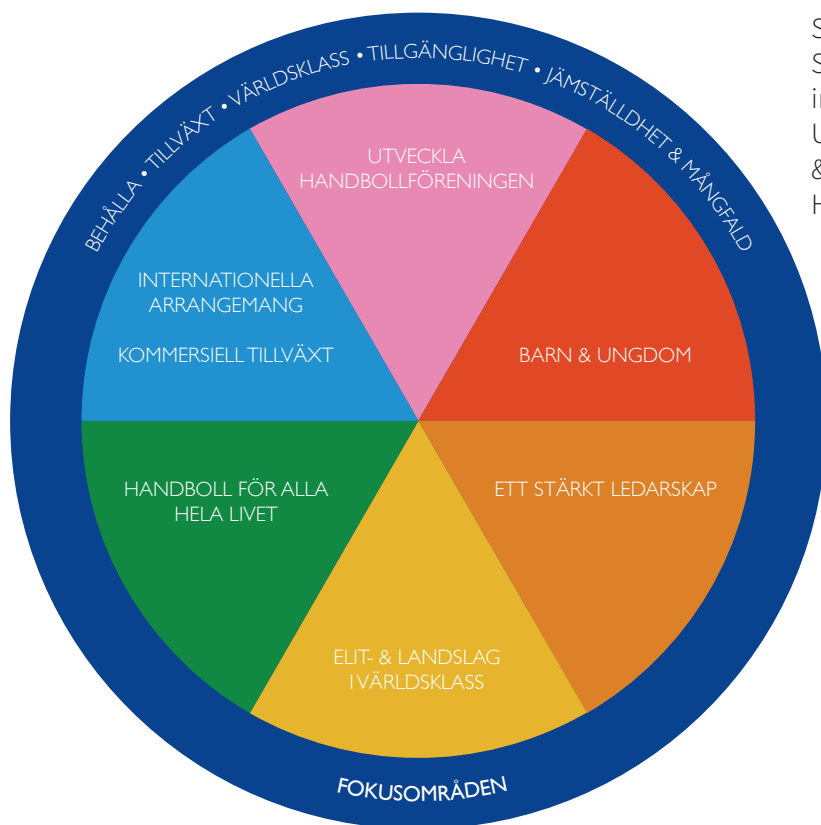 BEHÅLLA • TILLVÄXT • VÄRLDSKLASS • TILLGÄNGLIGHET • JÄMSTÄLLDHET & MÅNGFALD
UTVECKLA
HANDBOLLFÖRENINGEN
INTERNATIONELLA
ARRANGEMANG
KOMMERSIELL TILLVÄXT
BARN & UNGDOM
HANDBOLL FÖR ALLA
HELA LIVET
ETT STÄRKT LEDARSKAP
ELIT- & LANDSLAG
I VÄRLDSKLASS
FOKUSOMRÅDEN